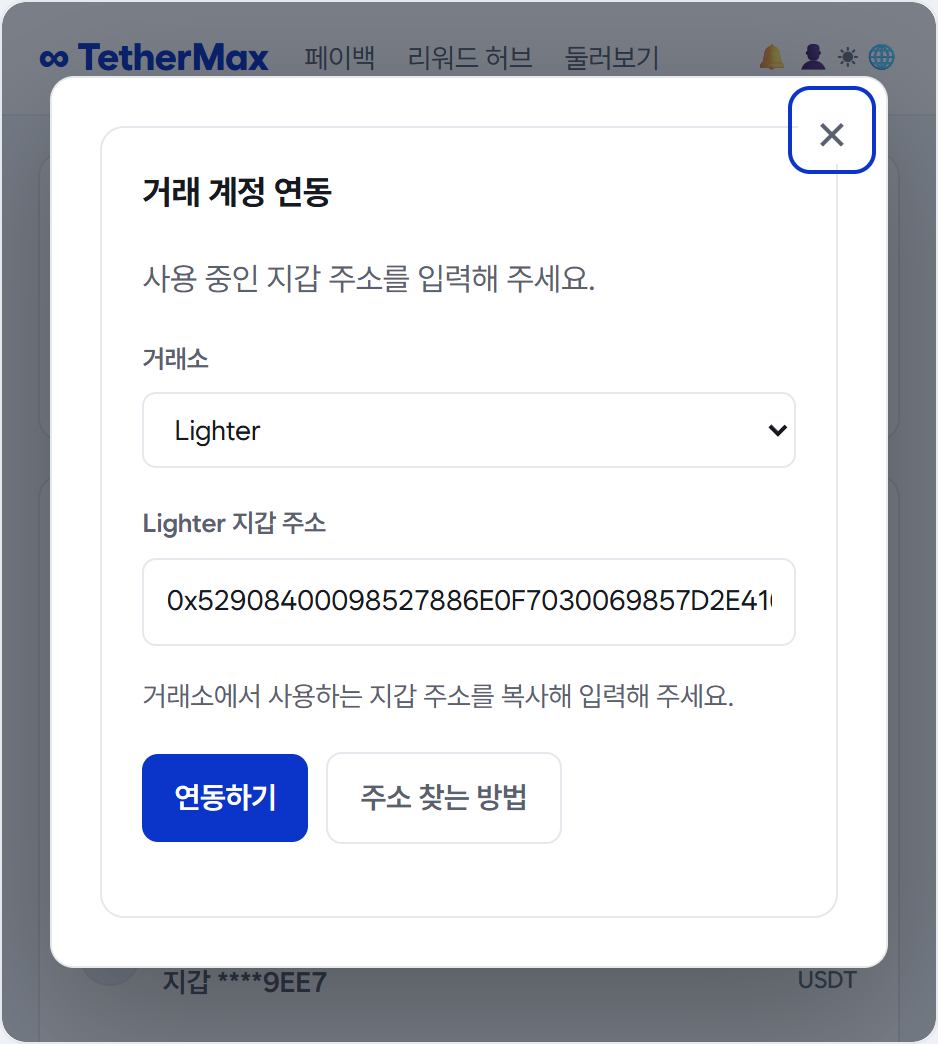 ∞ TetherMax 페이백 리워드 허브 둘러보기
거래 계정 연동
사용 중인 지갑 주소를 입력해 주세요.
거래소
Lighter
Lighter 지갑 주소
0x52908400098527886E0F7030069857D2E41
거래소에서 사용하는 지갑 주소를 복사해 입력해 주세요.
연동하기 주소 찾는 방법
지갑 ****9EE7 USDT